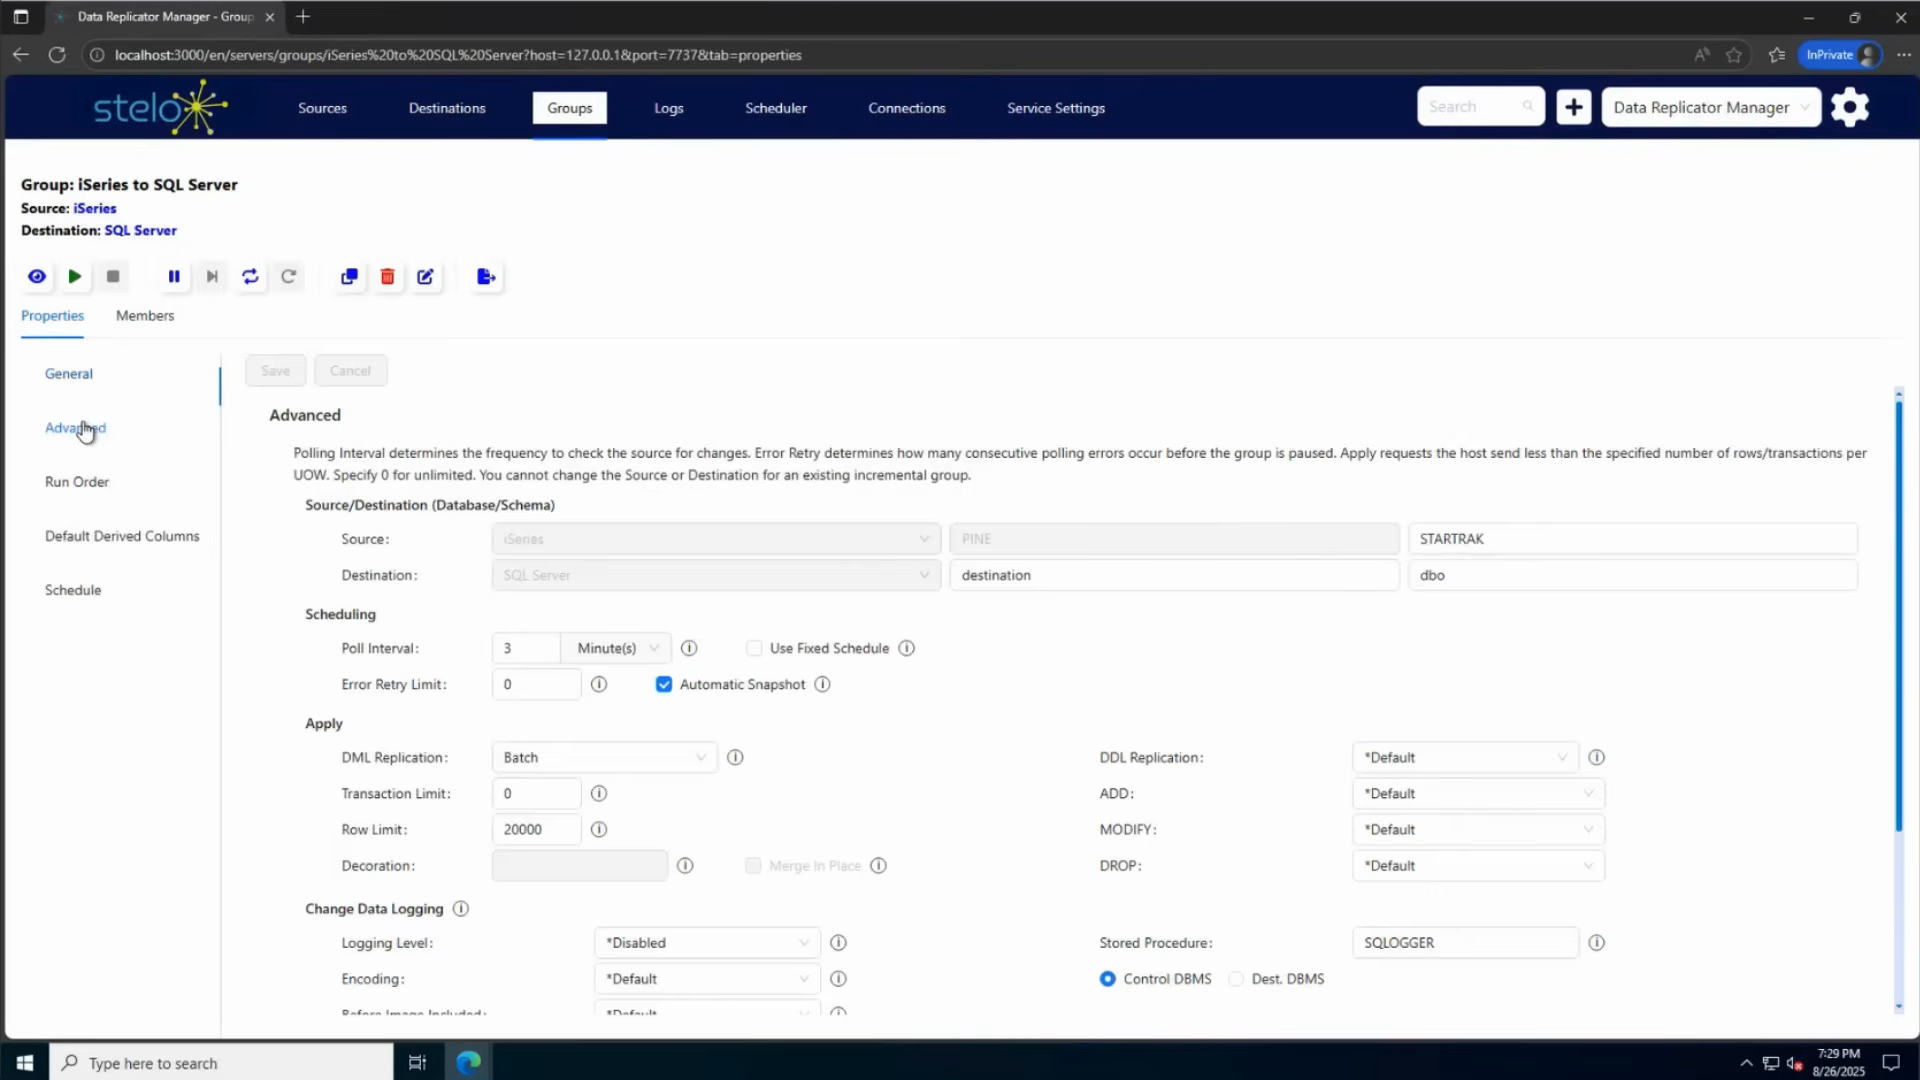 Data Replicator Manager - Group
localhost:3000/en/servers/groups/iSeries%20to%20SQL%20Server?host=127.0.0.1&port=7737&tab=properties
InPrivate
stelo
Sources
Destinations
Groups
Logs
Scheduler
Connections
Service Settings
Search
Data Replicator Manager
Group: iSeries to SQL Server
Source: iSeries
Destination: SQL Server
Properties
Members
General
Advanced
Run Order
Default Derived Columns
Schedule
Save
Cancel
Advanced
Polling Interval determines the frequency to check the source for changes. Error Retry determines how many consecutive polling errors occur before the group is paused. Apply requests the host send less than the specified number of rows/transactions per
UOW. Specify 0 for unlimited. You cannot change the Source or Destination for an existing incremental group.
Source/Destination (Database/Schema)
Source: iSeries PINE STARTRAK
Destination: SQL Server destination dbo
Scheduling
Poll Interval: 3 Minute(s) Use Fixed Schedule
Error Retry Limit: 0 Automatic Snapshot
Apply
DML Replication: Batch DDL Replication: *Default
Transaction Limit: 0 ADD: *Default
Row Limit: 20000 MODIFY: *Default
Decoration: Merge In Place DROP: *Default
Change Data Logging
Logging Level: *Disabled Stored Procedure: SQLOGGER
Encoding: *Default Control DBMS Dest. DBMS
Before Image Included: *Default
Type here to search
7:29 PM
8/26/2025